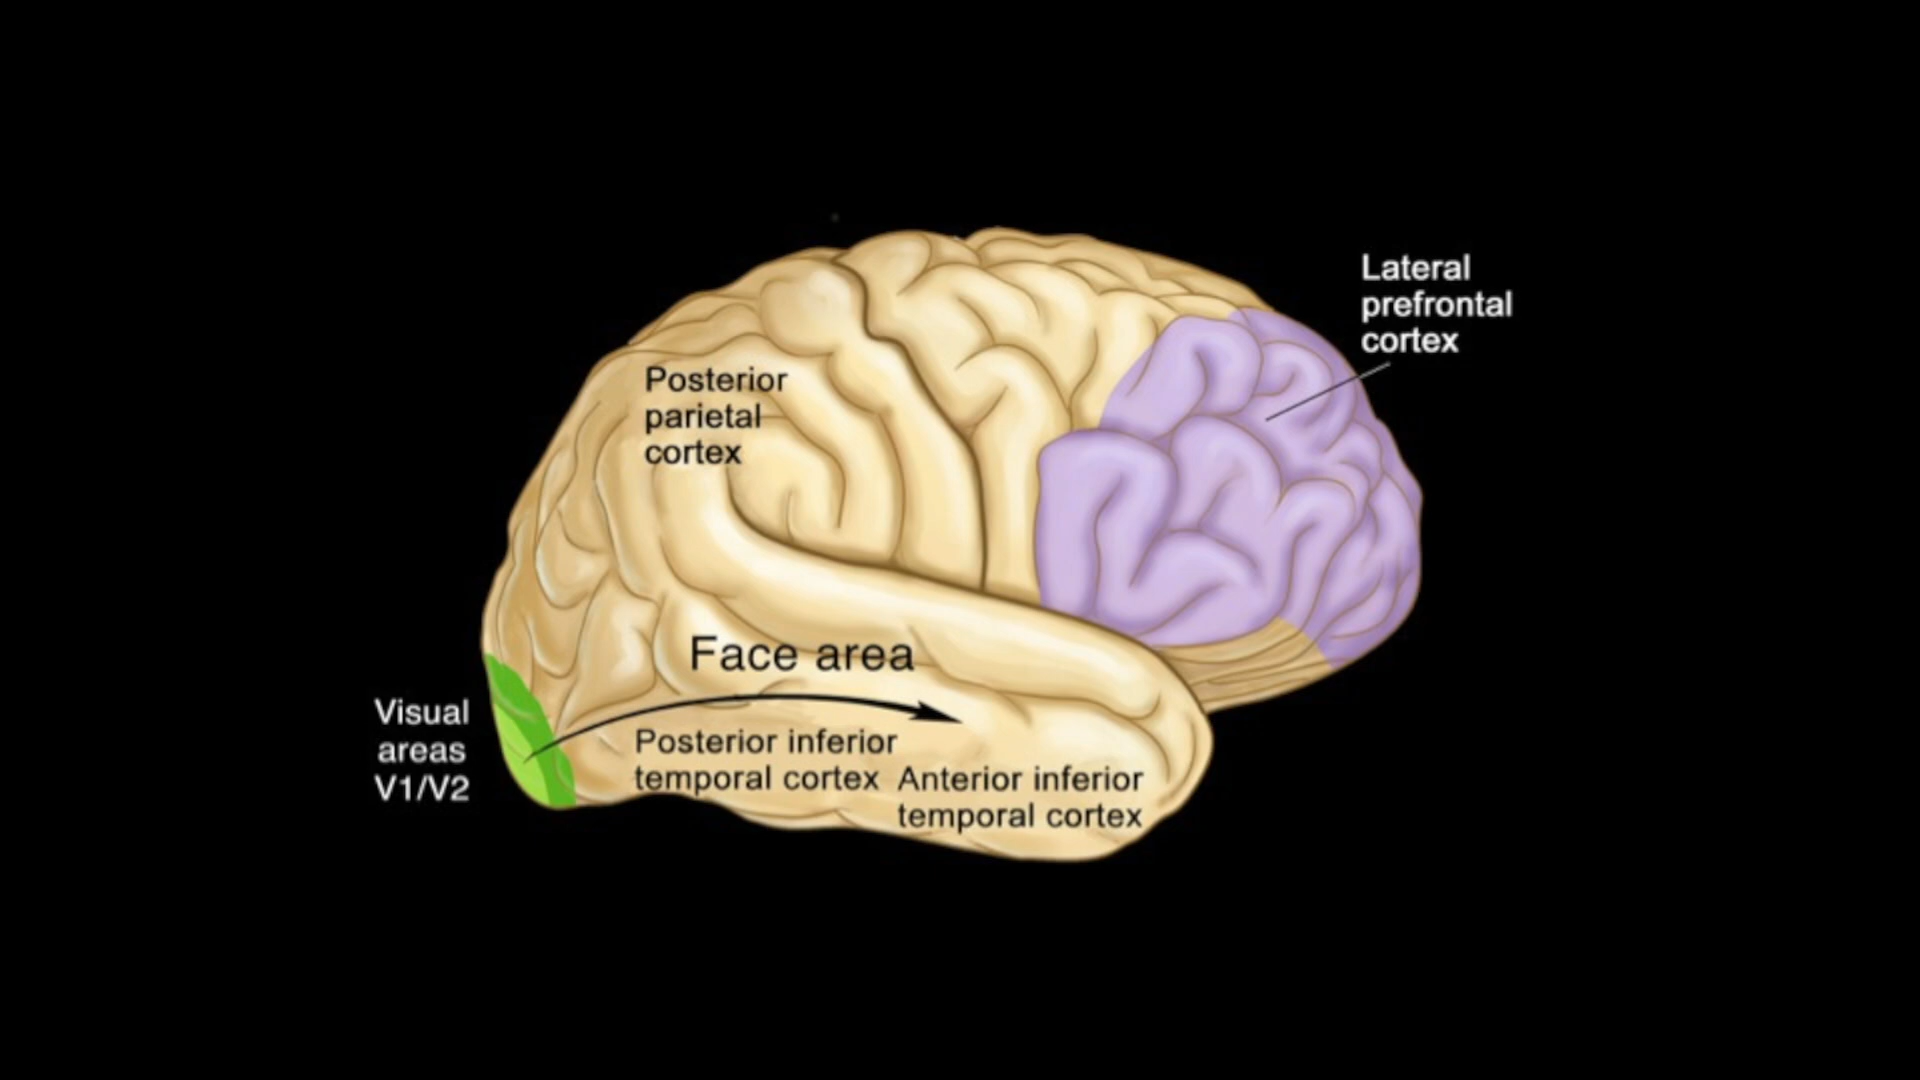 Lateral
prefrontal
cortex
Posterior
parietal
cortex
Face area
Visual
areas
V1/V2
Posterior inferior
temporal cortex
Anterior inferior
temporal cortex